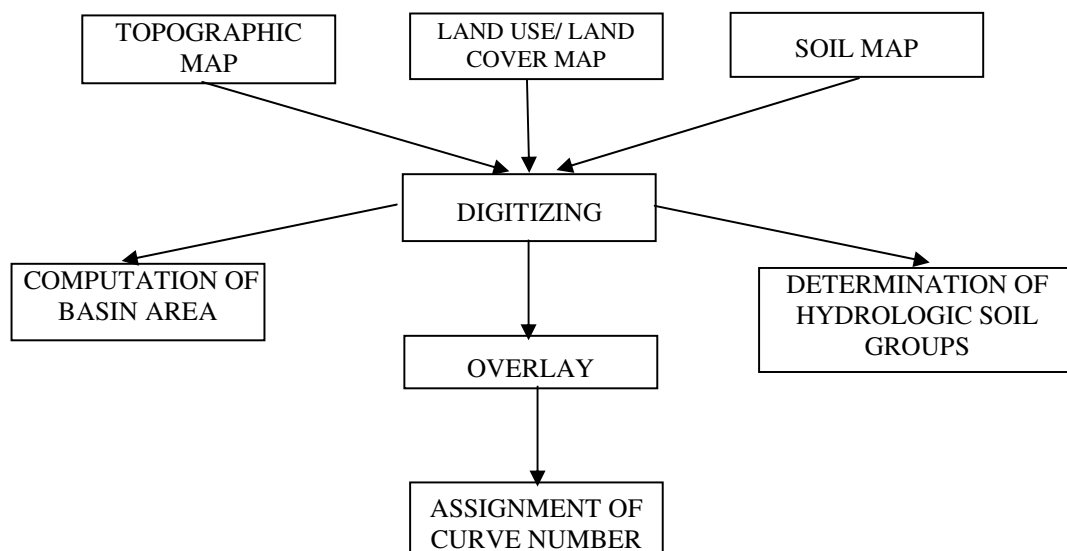 TOPOGRAPHIC
MAP
LAND USE/ LAND
COVER MAP
SOIL MAP
DIGITIZING
COMPUTATION OF
BASIN AREA
DETERMINATION OF
HYDROLOGIC SOIL
GROUPS
OVERLAY
ASSIGNMENT OF
CURVE NUMBER